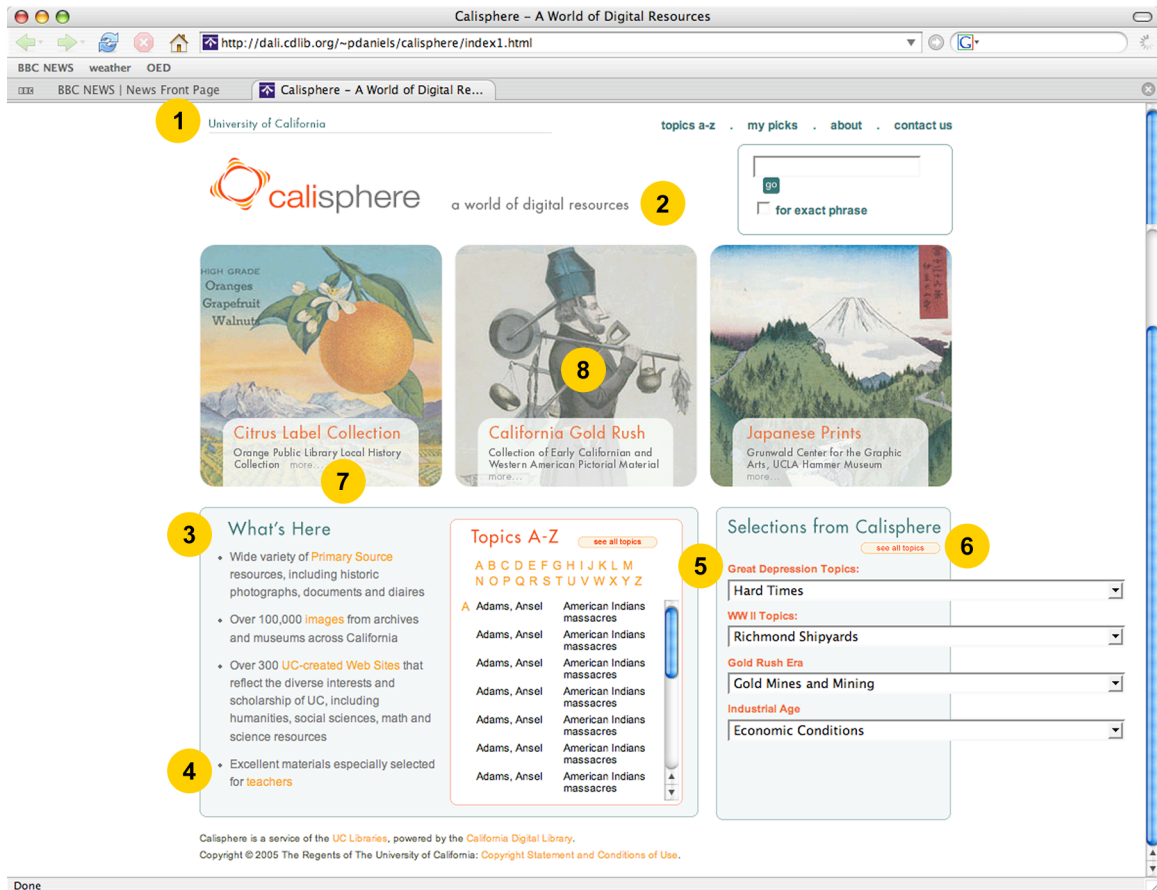 Calisphere – A World of Digital Resources
http://dali.cdlib.org/~pdaniels/calisphere/index1.html
G
BBC NEWS weather OED
BBC NEWS | News Front Page
Calisphere – A World of Digital Re...
1
University of California
topics a-z . my picks . about . contact us
calisphere
a world of digital resources
2
go
for exact phrase
HIGH GRADE
Oranges
Grapefruit
Walnuts
8
Citrus Label Collection
Orange Public Library Local History
Collection more...
7
California Gold Rush
Collection of Early Californian and
Western American Pictorial Material
more...
Japanese Prints
Grunwald Center for the Graphic
Arts, UCLA Hammer Museum
more...
3
What's Here
Wide variety of Primary Source
resources, including historic
photographs, documents and diaires
Over 100,000 images from archives
and museums across California
Over 300 UC-created Web Sites that
reflect the diverse interests and
scholarship of UC, including
humanities, social sciences, math and
science resources
4
Excellent materials especially selected
for teachers
Topics A-Z
see all topics
A B C D E F G H I J K L M
N O P Q R S T U V W X Y Z
A Adams, Ansel American Indians
massacres
Adams, Ansel American Indians
massacres
Adams, Ansel American Indians
massacres
Adams, Ansel American Indians
massacres
Adams, Ansel American Indians
massacres
Adams, Ansel American Indians
massacres
Adams, Ansel American Indians
massacres
Selections from Calisphere
see all topics
6
5
Great Depression Topics:
Hard Times
WW II Topics:
Richmond Shipyards
Gold Rush Era
Gold Mines and Mining
Industrial Age
Economic Conditions
Calisphere is a service of the UC Libraries, powered by the California Digital Library.
Copyright © 2005 The Regents of The University of California: Copyright Statement and Conditions of Use.
Done